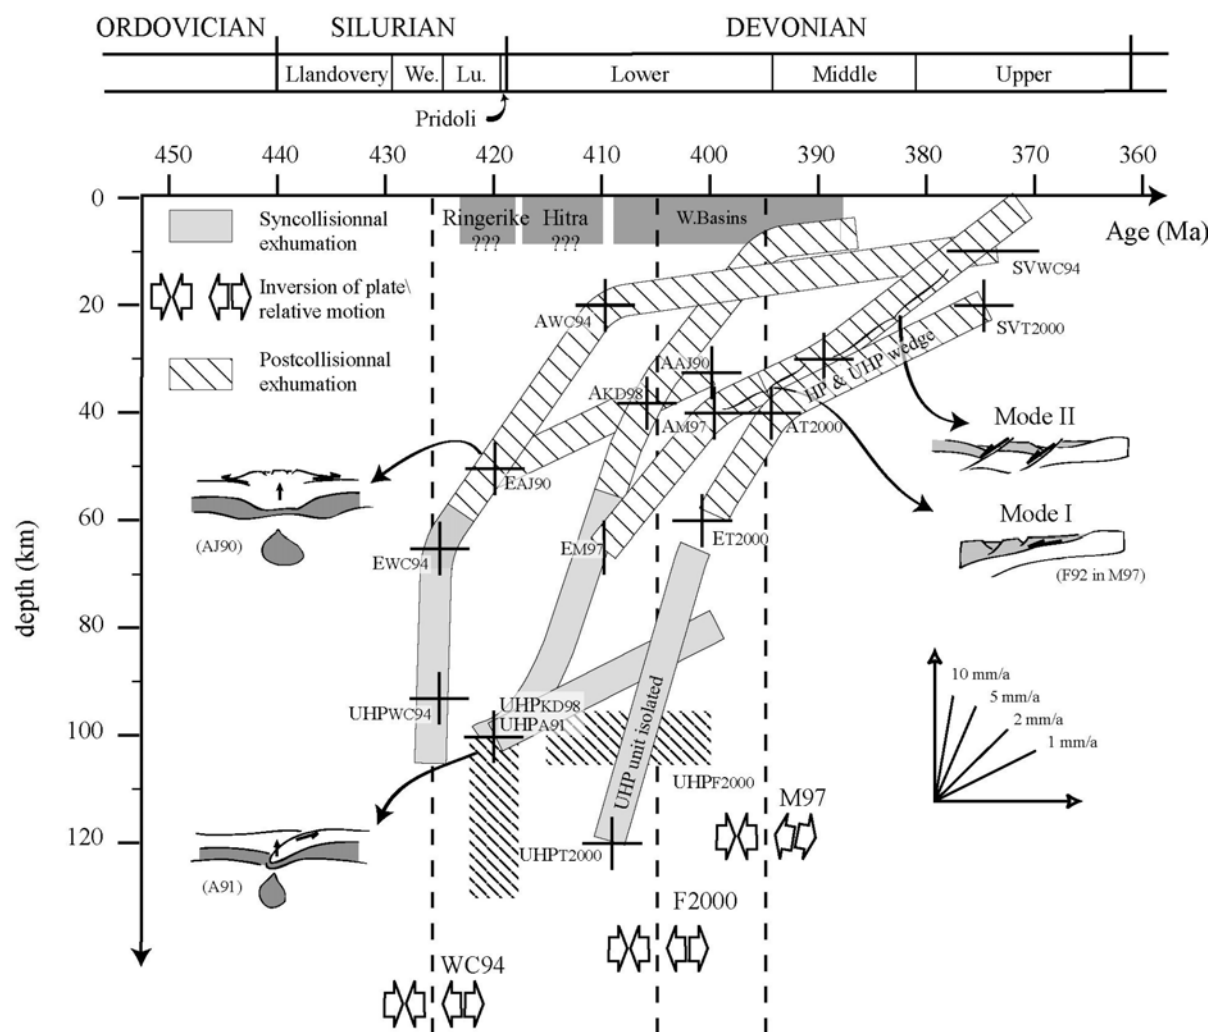 ORDOVICIAN SILURIAN DEVONIAN
Llandovery We. Lu. Lower Middle Upper
Pridoli
450 440 430 420 410 400 390 380 370 360
0
Ringerike Hitra W.Basins
??? ???
Age (Ma)
Syncollisionnal
exhumation
Inversion of plate\
relative motion
Postcollisionnal
exhumation
20
40
60
80
100
120
depth (km)
SVWC94
SVT2000
AWC94
AAJ90
AKD98
AM97
AT2000
HP & UHP wedge
EAJ90
ET2000
EM97
EWC94
Mode II
Mode I
(F92 in M97)
(AJ90)
UHPWC94
UHPKD98
UHPA91
UHP unit isolated
UHPF2000
UHPT2000
10 mm/a
5 mm/a
2 mm/a
1 mm/a
(A91)
M97
F2000
WC94